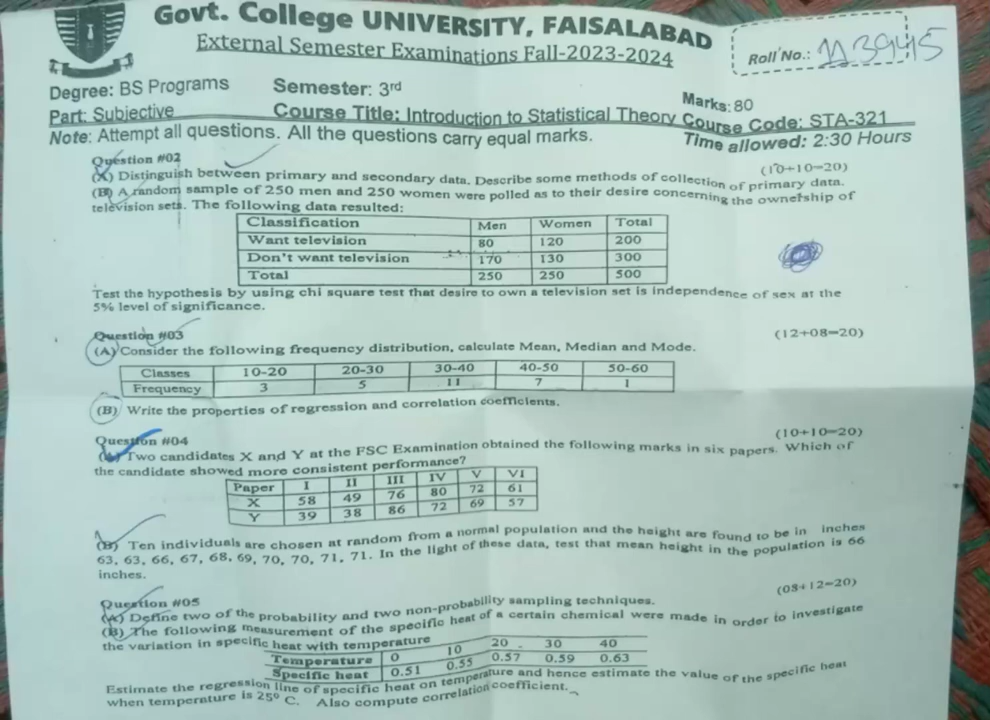 Govt. College UNIVERSITY, FAISALABAD
External Semester Examinations Fall-2023-2024
Roll No.: 113945
Degree: BS Programs Semester: 3rd Marks: 80
Part: Subjective Course Title: Introduction to Statistical Theory Course Code: STA-321
Note: Attempt all questions. All the questions carry equal marks. Time allowed: 2:30 Hours
Question #02 (10+10=20)
(A) Distinguish between primary and secondary data. Describe some methods of collection of primary data.
(B) A random sample of 250 men and 250 women were polled as to their desire concerning the ownership of
television sets. The following data resulted:
Classification Men Women Total
Want television 80 120 200
Don't want television 170 130 300
Total 250 250 500
Test the hypothesis by using chi square test that desire to own a television set is independence of sex at the
5% level of significance.
Question #03 (12+08=20)
(A) Consider the following frequency distribution, calculate Mean, Median and Mode.
Classes 10-20 20-30 30-40 40-50 50-60
Frequency 3 5 11 7 1
(B) Write the properties of regression and correlation coefficients.
Question #04 (10+10=20)
(A) Two candidates X and Y at the FSC Examination obtained the following marks in six papers. Which of
the candidate showed more consistent performance?
Paper I II III IV V VI
X 58 49 76 80 72 61
Y 39 38 86 72 69 57
(B) Ten individuals are chosen at random from a normal population and the height are found to be in inches
63, 63, 66, 67, 68, 69, 70, 70, 71, 71. In the light of these data, test that mean height in the population is 66
inches.
Question #05 (08+12=20)
(A) Define two of the probability and two non-probability sampling techniques.
(B) The following measurement of the specific heat of a certain chemical were made in order to investigate
the variation in specific heat with temperature
Temperature 0 10 20 30 40
Specific heat 0.51 0.55 0.57 0.59 0.63
Estimate the regression line of specific heat on temperature and hence estimate the value of the specific heat
when temperature is 25⁰ C. Also compute correlation coefficient.